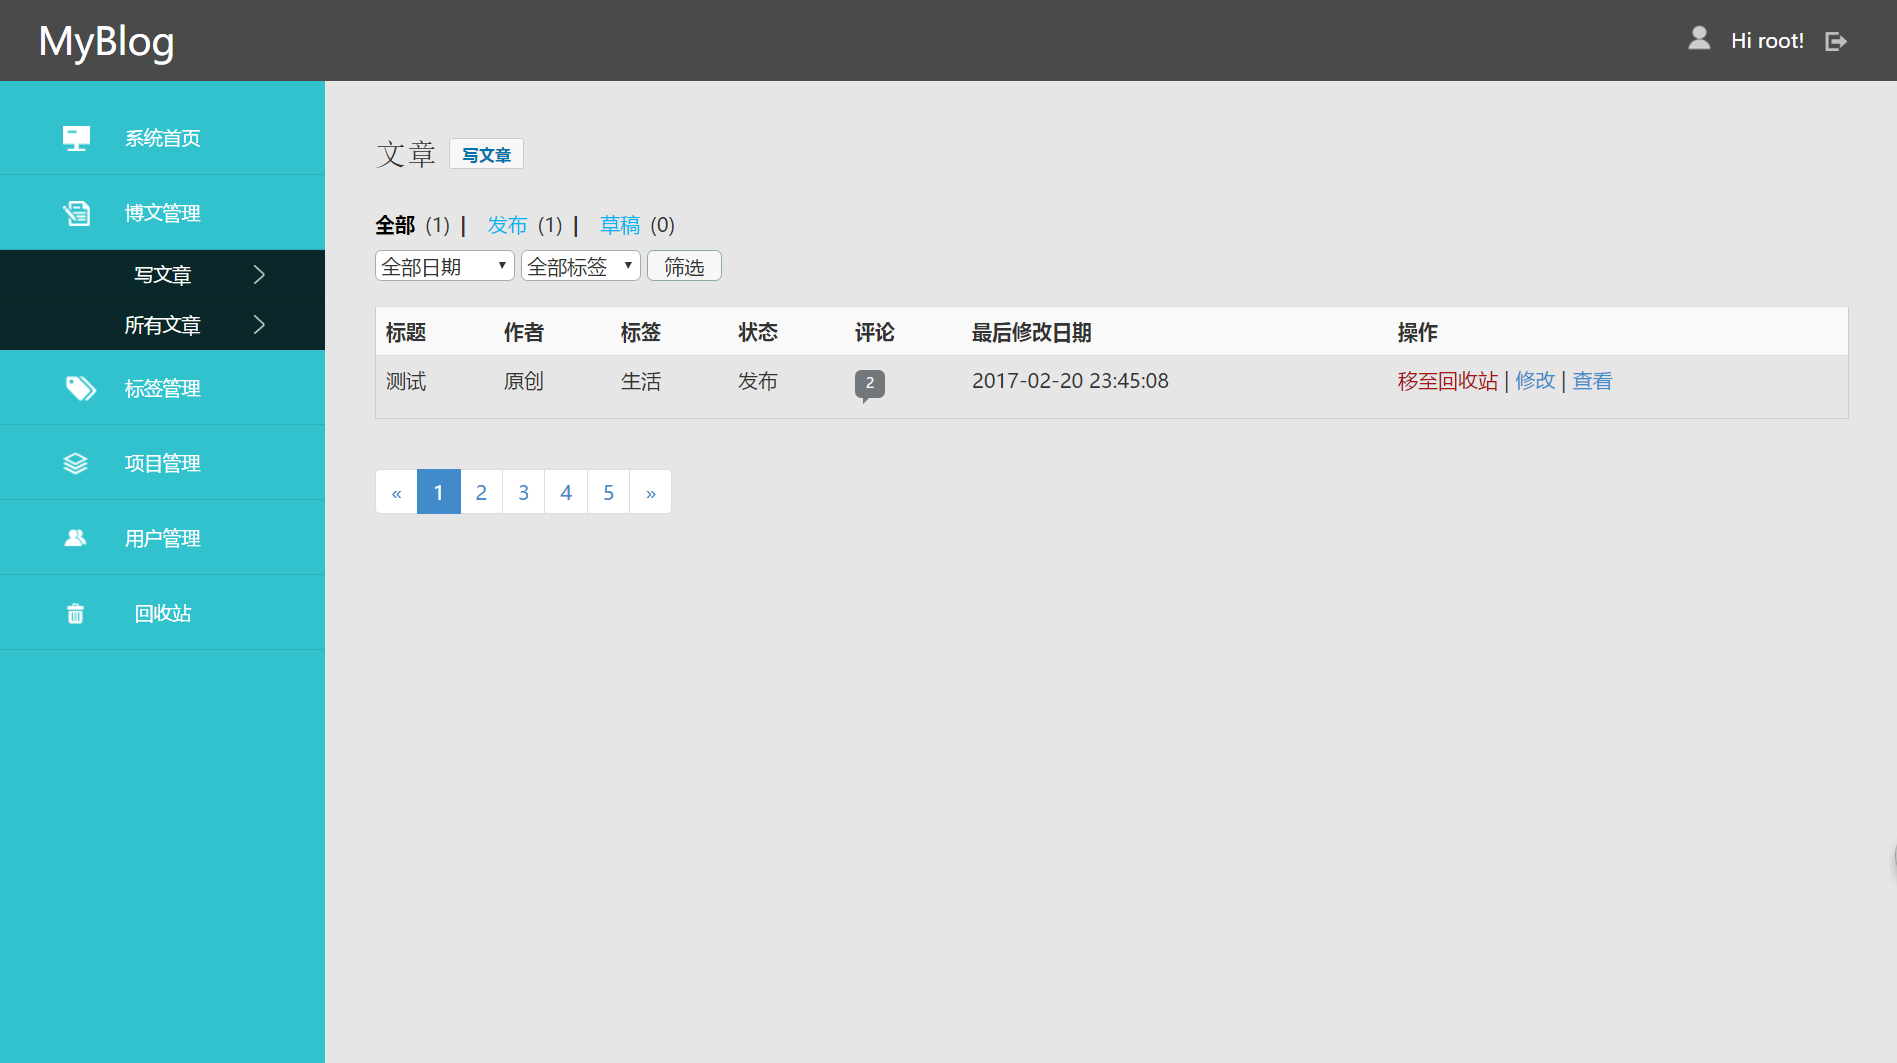 MyBlog
Hi root!
系统首页
博文管理
写文章
所有文章
标签管理
项目管理
用户管理
回收站
文章 写文章
全部 (1) | 发布 (1) | 草稿 (0)
全部日期 全部标签 筛选
标题 作者 标签 状态 评论 最后修改日期 操作
测试 原创 生活 发布 2 2017-02-20 23:45:08 移至回收站 | 修改 | 查看
« 1 2 3 4 5 »